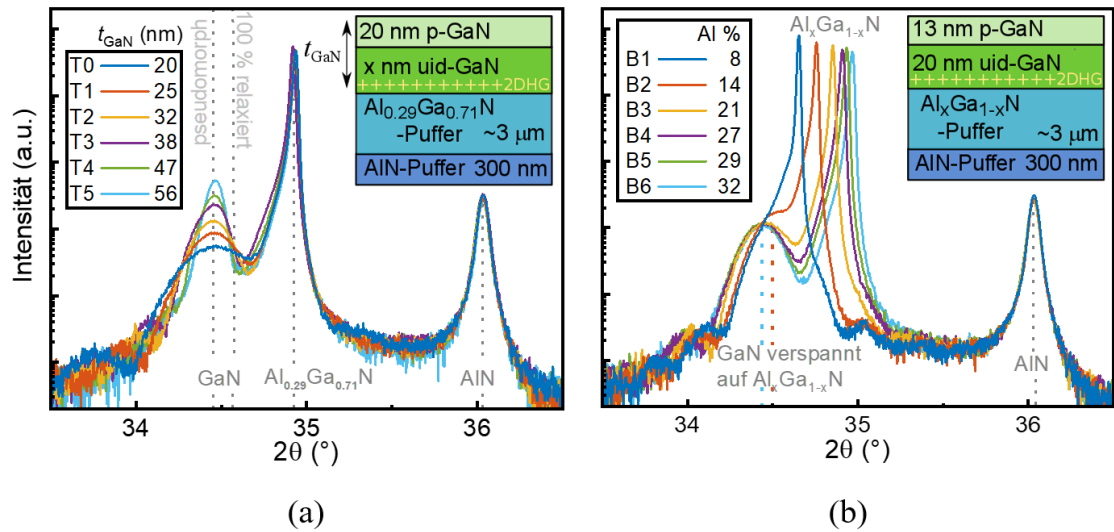 (a)
t_GaN (nm)
T0 20
T1 25
T2 32
T3 38
T4 47
T5 56
pseudomorph
100 % relaxiert
t_GaN
20 nm p-GaN
x nm uid-GaN
++++++++++++2DHG
Al0.29Ga0.71N
-Puffer ~3 µm
AlN-Puffer 300 nm
Intensität (a.u.)
GaN
Al0.29Ga0.71N
AlN
34 35 36
2θ (°)
(b)
Al %
B1 8
B2 14
B3 21
B4 27
B5 29
B6 32
AlxGa1-xN
13 nm p-GaN
20 nm uid-GaN
++++++++++++2DHG
AlxGa1-xN
-Puffer ~3 µm
AlN-Puffer 300 nm
GaN verspannt
auf AlxGa1-xN
AlN
34 35 36
2θ (°)
(a) (b)